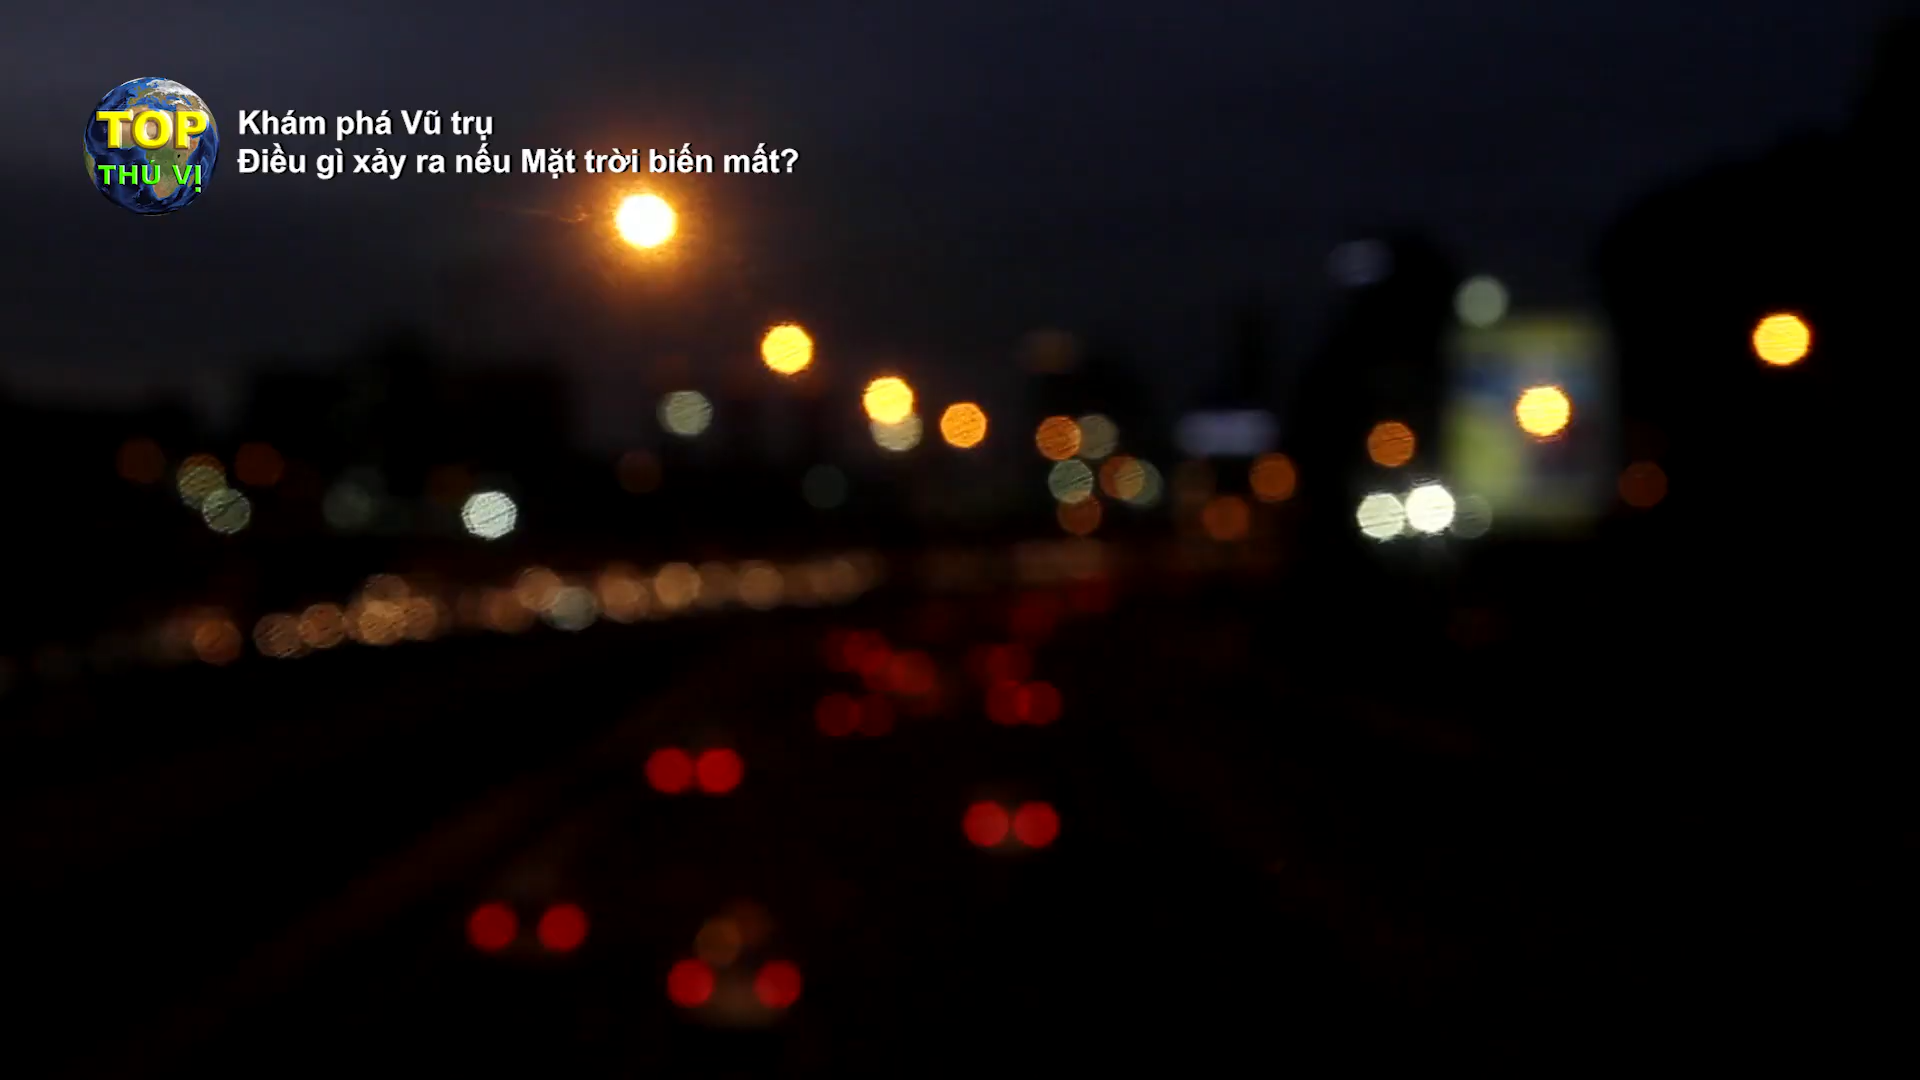 TOP
THÚ VỊ
Khám phá Vũ trụ
Điều gì xảy ra nếu Mặt trời biến mất?